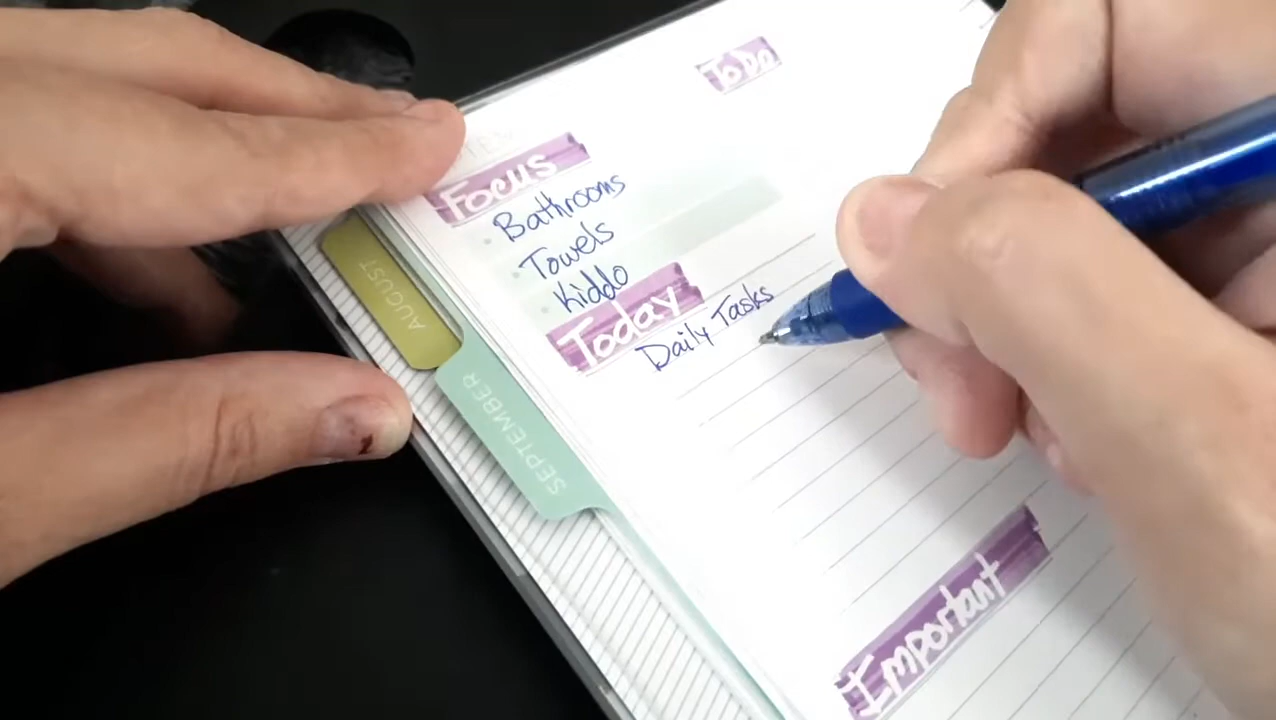 To Do
Focus
Bathrooms
Towels
Kiddo
Today
Daily Tasks
Important
AUGUST
SEPTEMBER